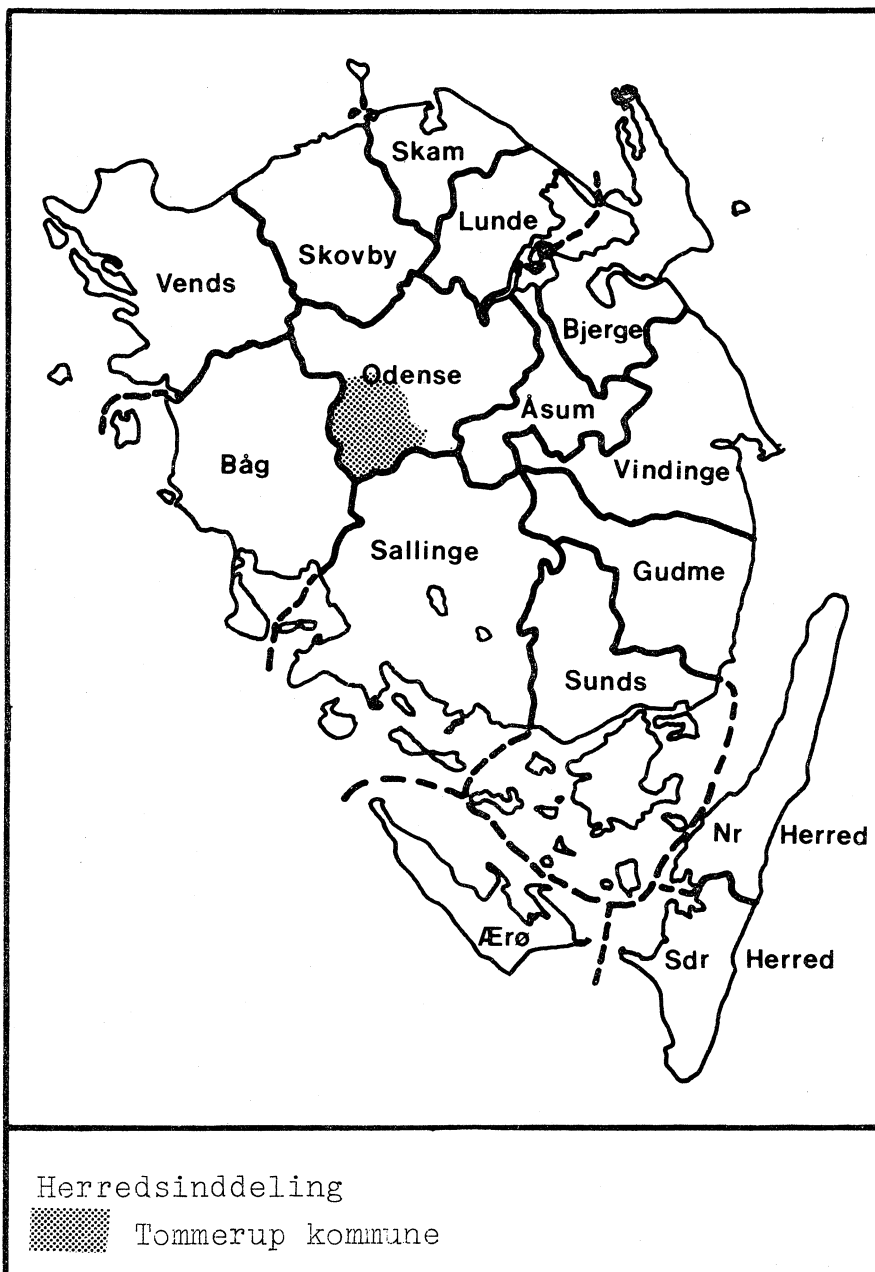 Skam
Lunde
Skovby
Vends
Bjerge
Odense
Åsum
Båg
Vindinge
Sallinge
Gudme
Sunds
Nr Herred
Ærø
Sdr Herred
Herredsinddeling
Tommerup kommune